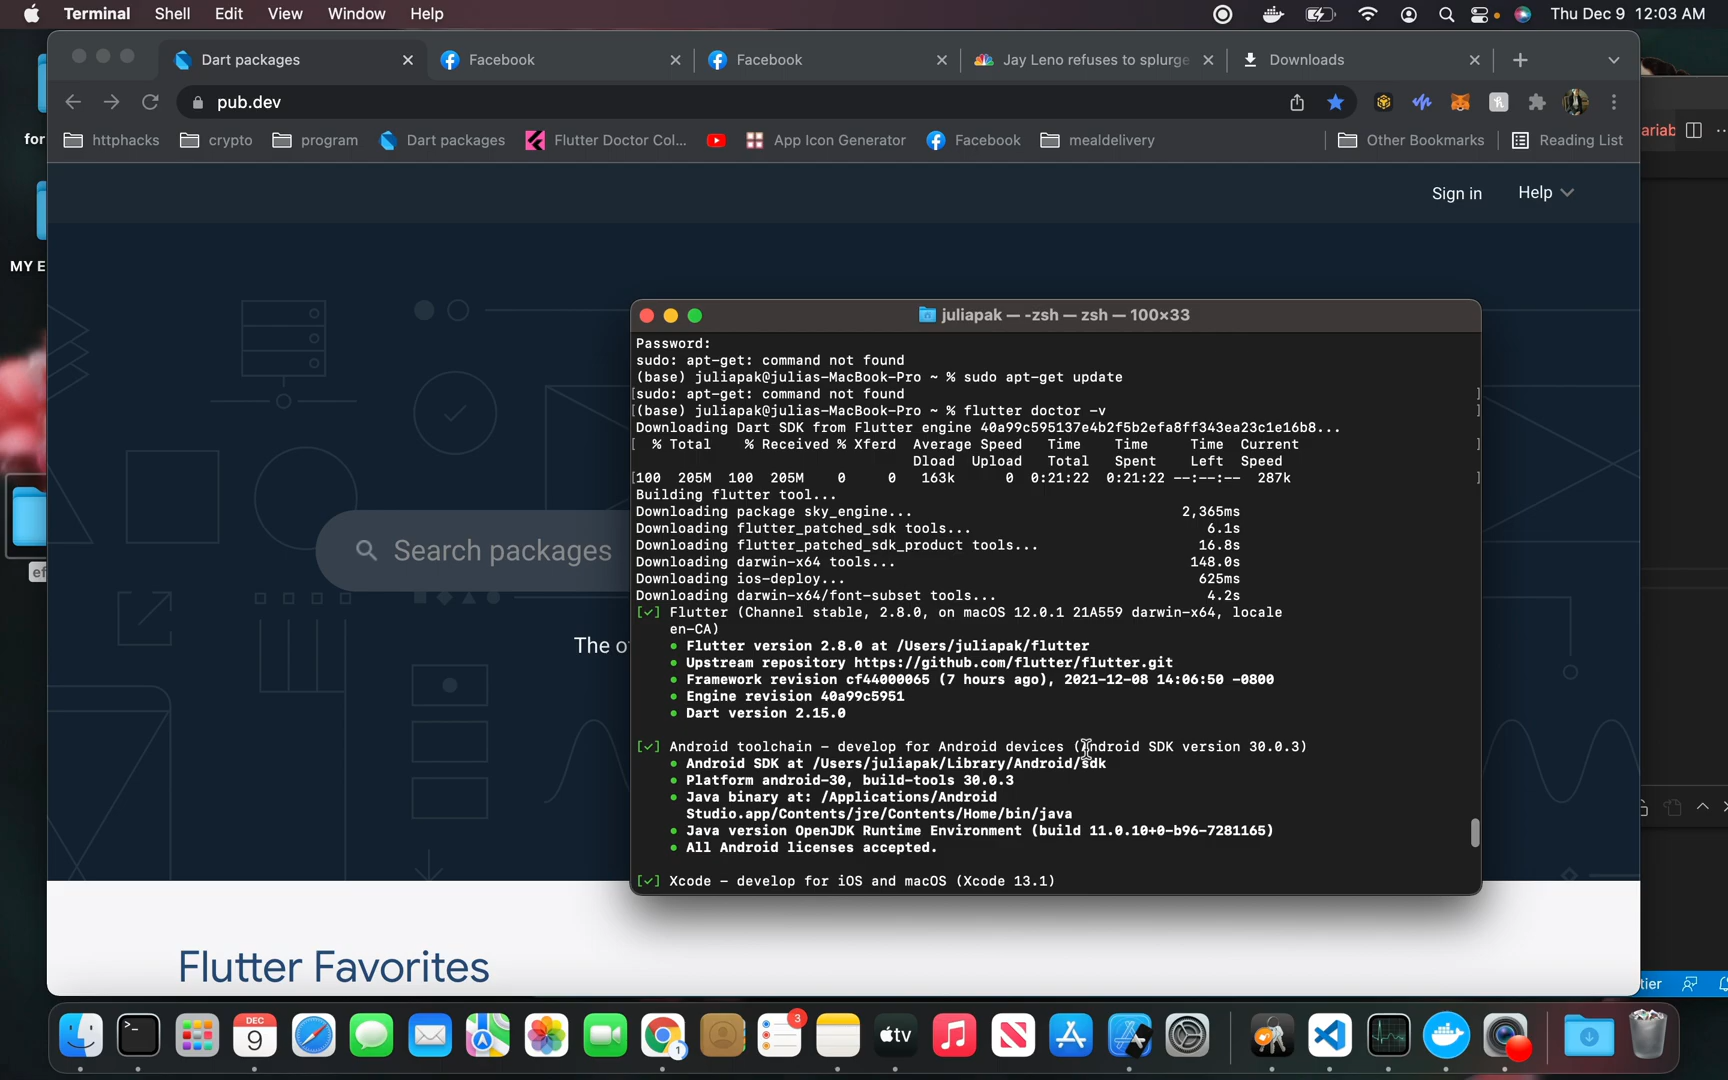 Terminal Shell Edit View Window Help Thu Dec 9 12:03 AM
Dart packages Facebook Facebook Jay Leno refuses to splurge Downloads
pub.dev
for httphacks crypto program Dart packages Flutter Doctor Col... App Icon Generator Facebook mealdelivery Other Bookmarks Reading List
ariab
Sign in Help
MY E
juliapak — -zsh — zsh — 100×33
Password:
sudo: apt-get: command not found
(base) juliapak@julias-MacBook-Pro ~ % sudo apt-get update
[sudo: apt-get: command not found ]
[(base) juliapak@julias-MacBook-Pro ~ % flutter doctor -v ]
Downloading Dart SDK from Flutter engine 40a99c595137e4b2f5b2efa8ff343ea23c1e16b8...
[ % Total % Received % Xferd Average Speed Time Time Time Current ]
Dload Upload Total Spent Left Speed
[100 205M 100 205M 0 0 163k 0 0:21:22 0:21:22 --:--:-- 287k ]
Building flutter tool...
Downloading package sky_engine... 2,365ms
Downloading flutter_patched_sdk tools... 6.1s
Downloading flutter_patched_sdk_product tools... 16.8s
Downloading darwin-x64 tools... 148.0s
Downloading ios-deploy... 625ms
Downloading darwin-x64/font-subset tools... 4.2s
[✓] Flutter (Channel stable, 2.8.0, on macOS 12.0.1 21A559 darwin-x64, locale
en-CA)
• Flutter version 2.8.0 at /Users/juliapak/flutter
• Upstream repository https://github.com/flutter/flutter.git
• Framework revision cf44000065 (7 hours ago), 2021-12-08 14:06:50 -0800
• Engine revision 40a99c5951
• Dart version 2.15.0
[✓] Android toolchain - develop for Android devices (Android SDK version 30.0.3)
• Android SDK at /Users/juliapak/Library/Android/sdk
• Platform android-30, build-tools 30.0.3
• Java binary at: /Applications/Android
Studio.app/Contents/jre/Contents/Home/bin/java
• Java version OpenJDK Runtime Environment (build 11.0.10+0-b96-7281165)
• All Android licenses accepted.
[✓] Xcode - develop for iOS and macOS (Xcode 13.1)
Search packages
ef
The o
Flutter Favorites
tier
DEC
9
1
3
tv